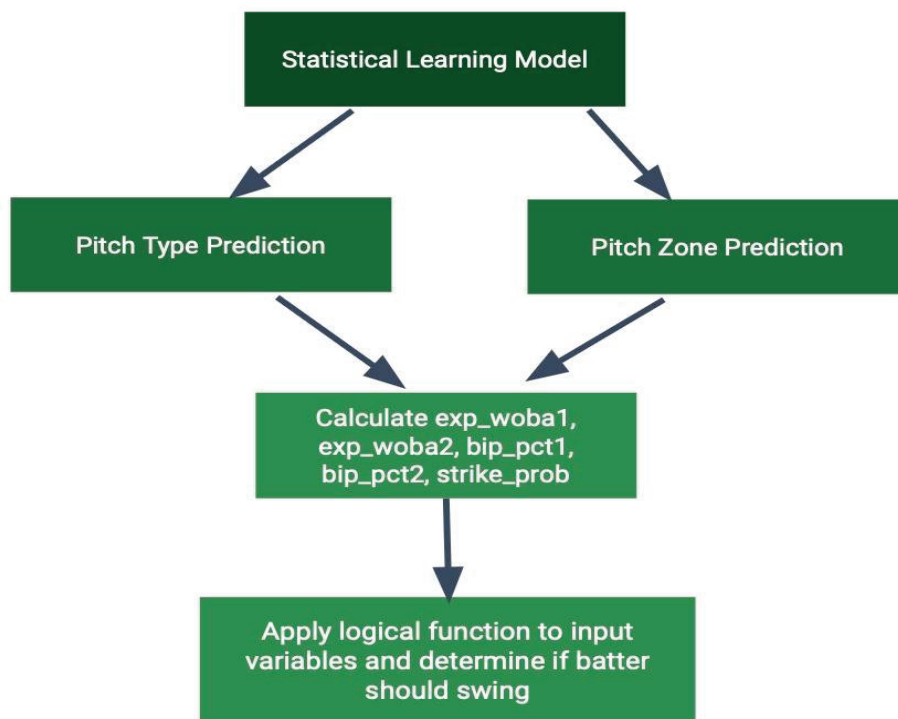 Statistical Learning Model
Pitch Type Prediction
Pitch Zone Prediction
Calculate exp_woba1,
exp_woba2, bip_pct1,
bip_pct2, strike_prob
Apply logical function to input
variables and determine if batter
should swing